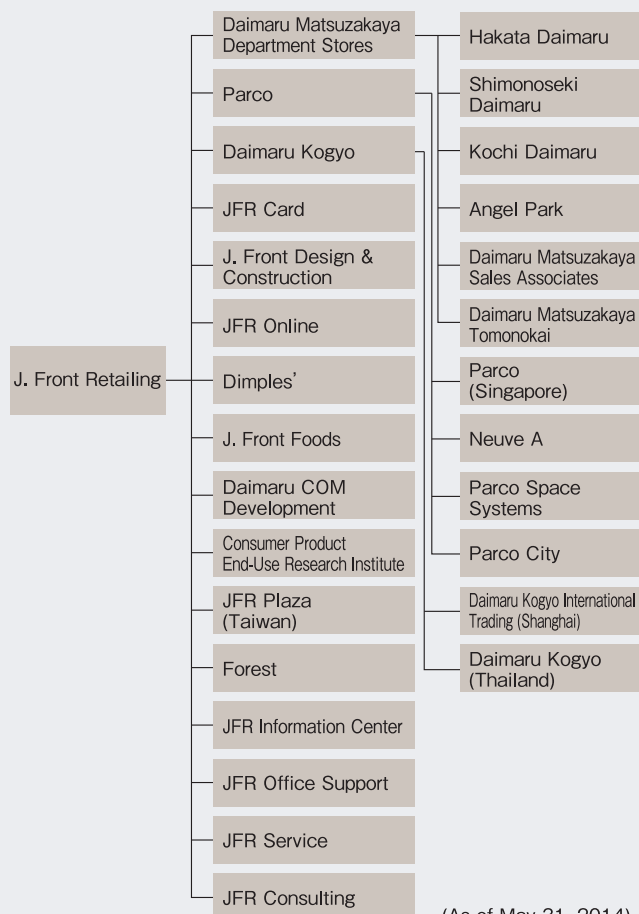 J. Front Retailing
Daimaru Matsuzakaya
Department Stores
Parco
Daimaru Kogyo
JFR Card
J. Front Design &
Construction
JFR Online
Dimples'
J. Front Foods
Daimaru COM
Development
Consumer Product
End-Use Research Institute
JFR Plaza
(Taiwan)
Forest
JFR Information Center
JFR Office Support
JFR Service
JFR Consulting
Hakata Daimaru
Shimonoseki
Daimaru
Kochi Daimaru
Angel Park
Daimaru Matsuzakaya
Sales Associates
Daimaru Matsuzakaya
Tomonokai
Parco
(Singapore)
Neuve A
Parco Space
Systems
Parco City
Daimaru Kogyo International
Trading (Shanghai)
Daimaru Kogyo
(Thailand)
(As of May 31, 2014)